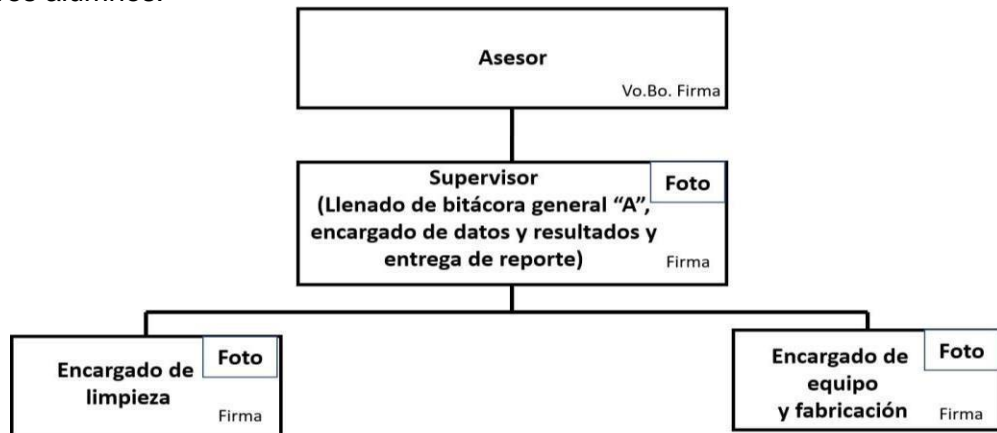 alumnos.
Asesor
Vo.Bo. Firma
Supervisor
Foto
(Llenado de bitácora general “A”,
encargado de datos y resultados y
entrega de reporte)
Firma
Encargado de
limpieza
Foto
Firma
Encargado de
equipo
y fabricación
Foto
Firma